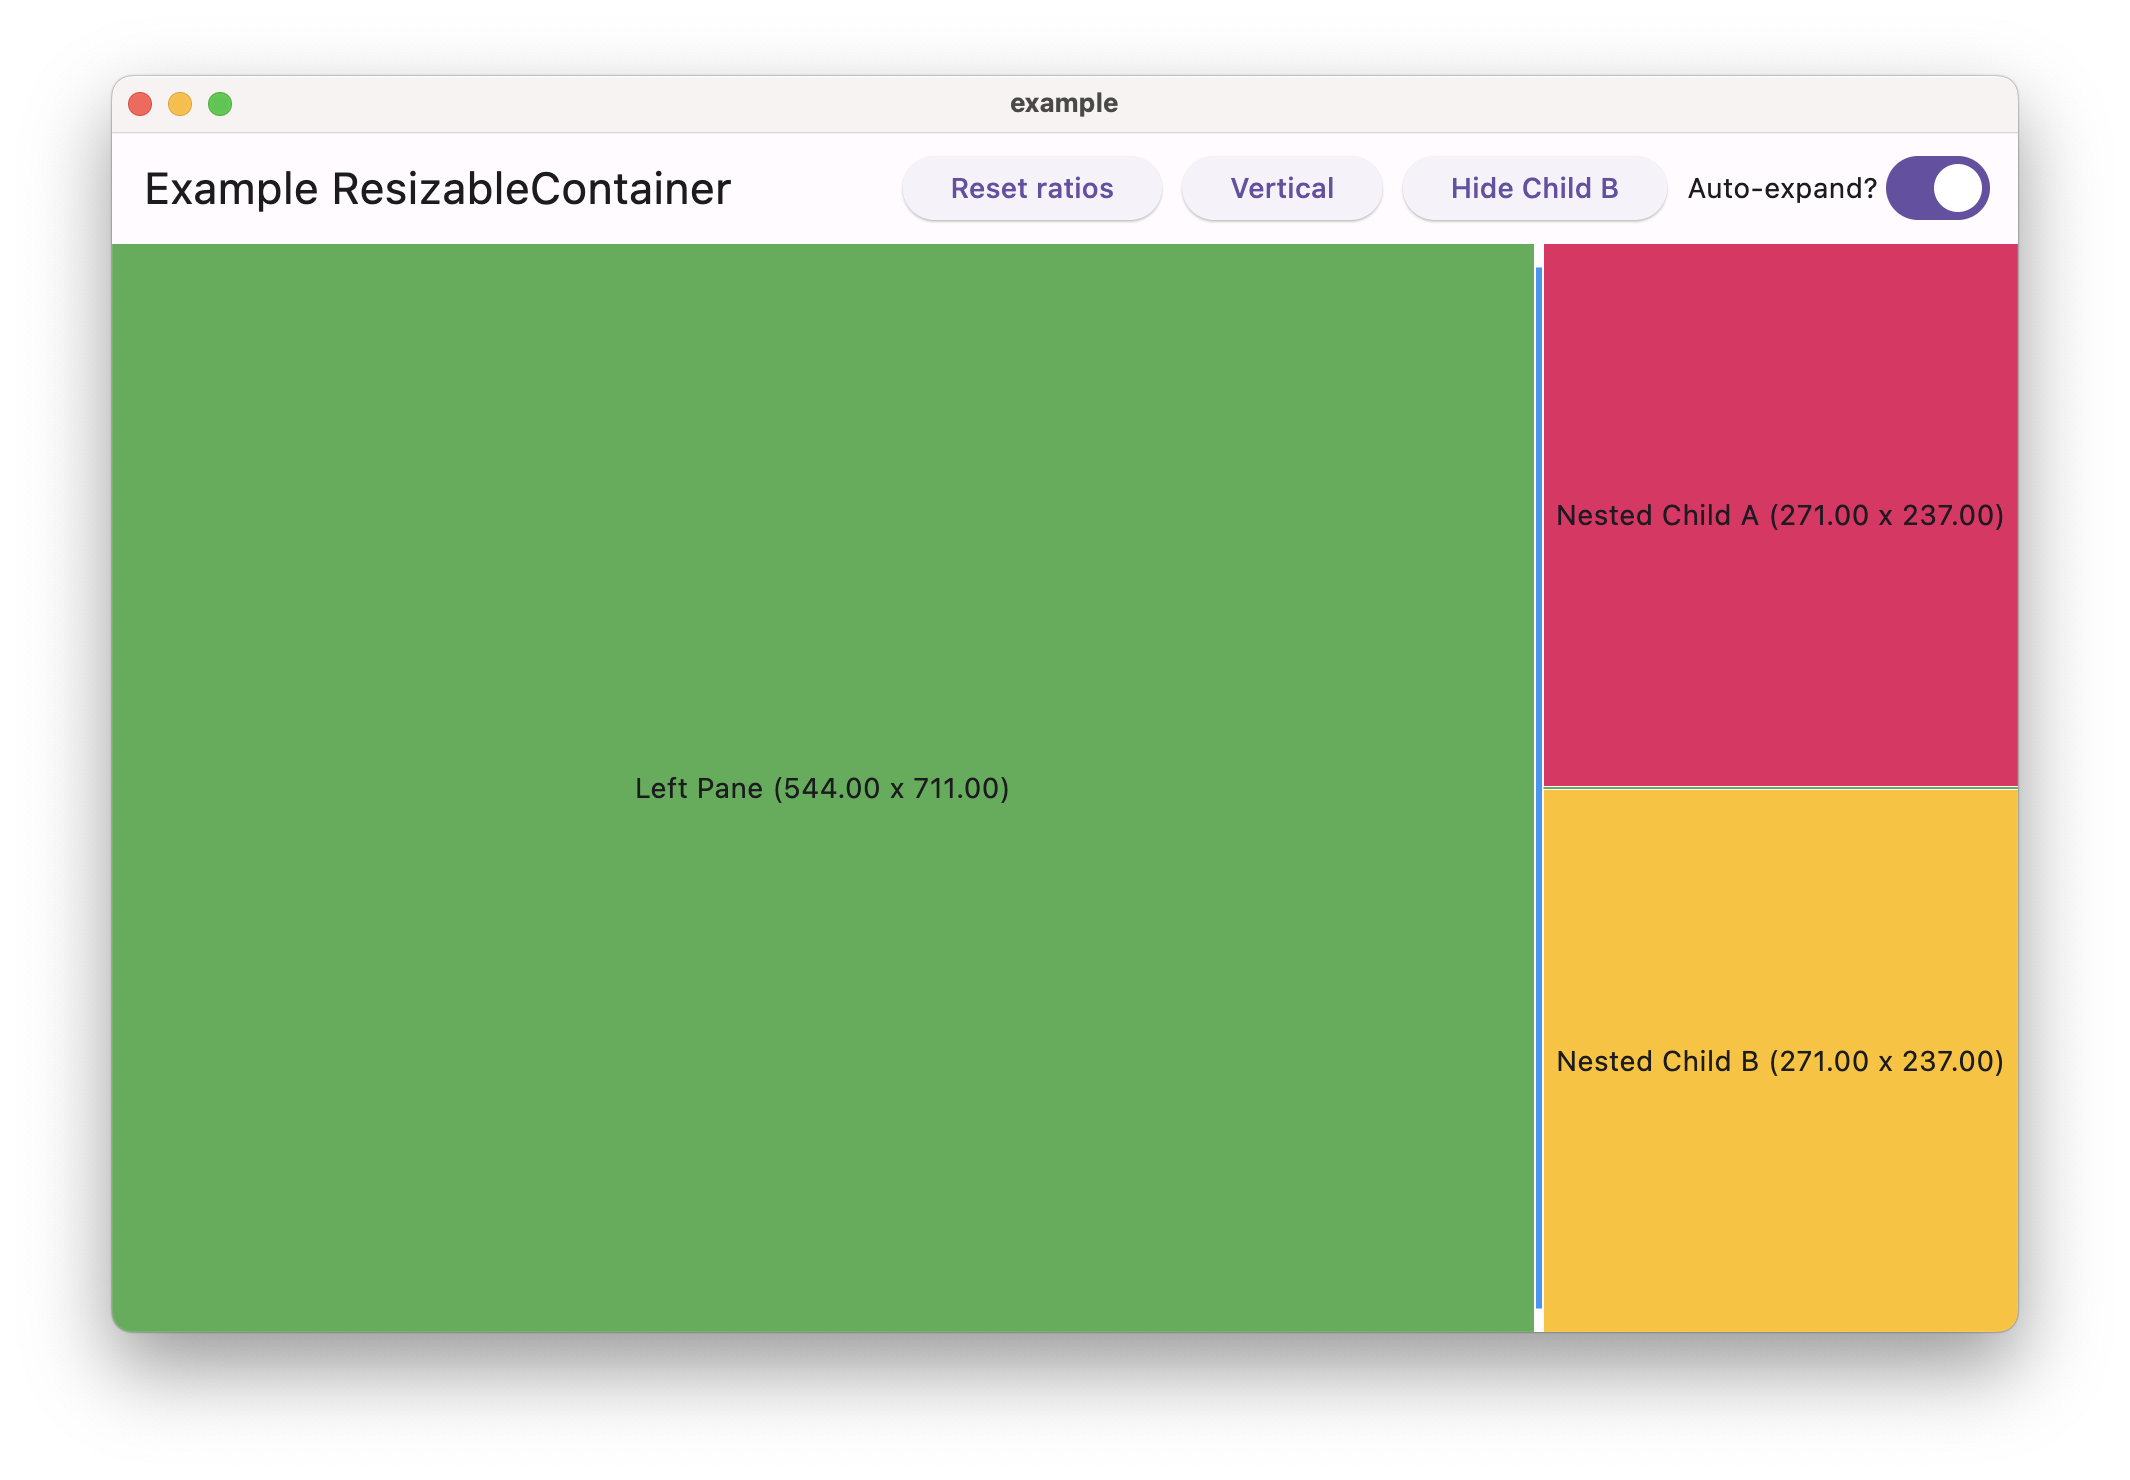 example
Example ResizableContainer
Reset ratios
Vertical
Hide Child B
Auto-expand?
Left Pane (544.00 x 711.00)
Nested Child A (271.00 x 237.00)
Nested Child B (271.00 x 237.00)